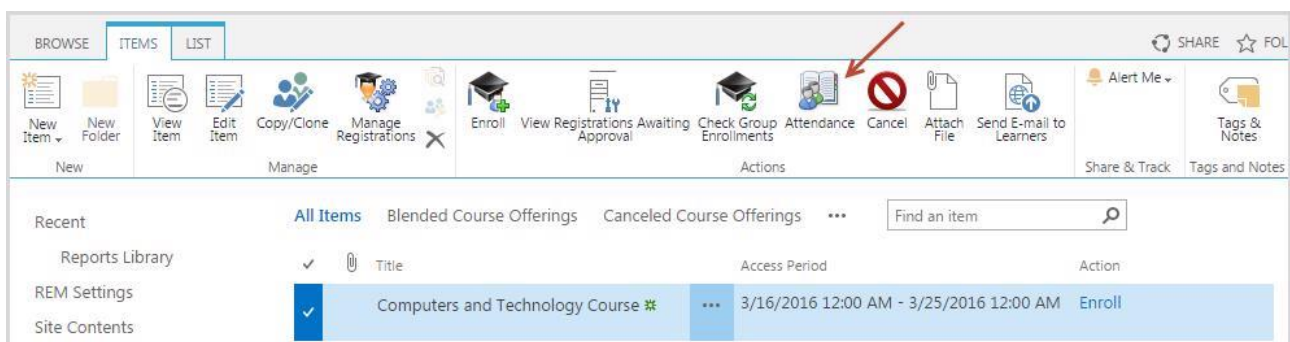 BROWSE ITEMS LIST SHARE FOL
New Item New Folder View Item Edit Item Copy/Clone Manage Registrations Enroll View Registrations Awaiting Approval Check Group Enrollments Attendance Cancel Attach File Send E-mail to Learners Alert Me Tags & Notes
New Manage Actions Share & Track Tags and Notes
Recent
Reports Library
REM Settings
Site Contents
All Items Blended Course Offerings Canceled Course Offerings ... Find an item
Title Access Period Action
Computers and Technology Course ... 3/16/2016 12:00 AM - 3/25/2016 12:00 AM Enroll